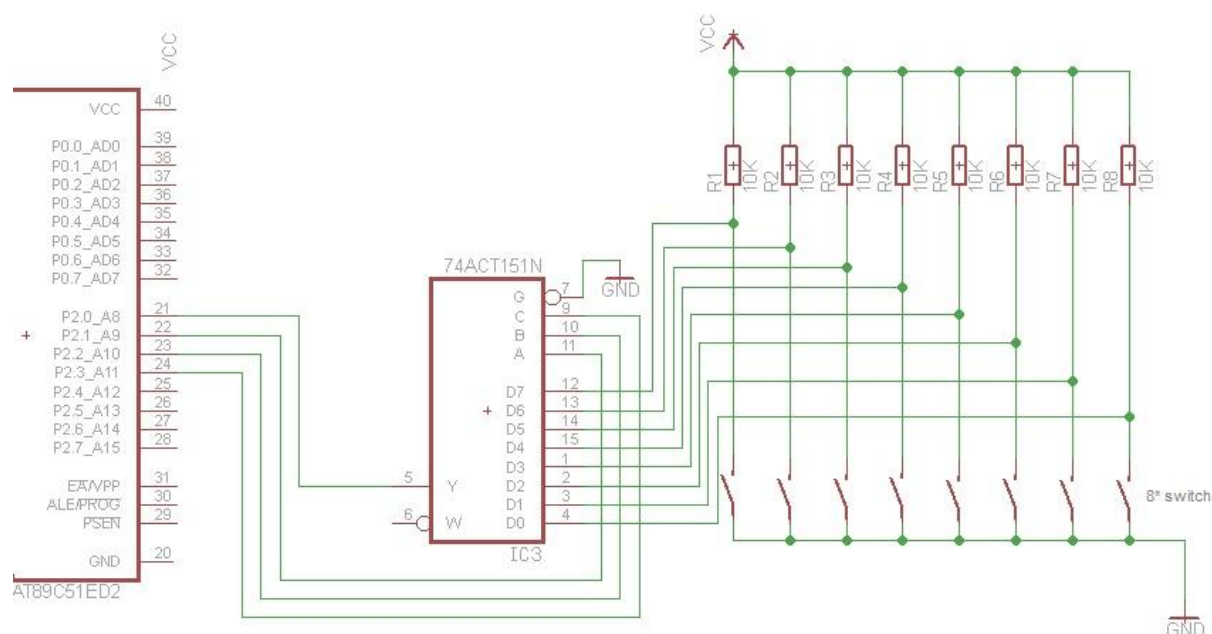 VCC
VCC
VCC 40
P0.0_AD0 39
P0.1_AD1 38
P0.2_AD2 37
P0.3_AD3 36
P0.4_AD4 35
P0.5_AD5 34
P0.6_AD6 33
P0.7_AD7 32
P2.0_A8 21
P2.1_A9 22
P2.2_A10 23
P2.3_A11 24
P2.4_A12 25
P2.5_A13 26
P2.6_A14 27
P2.7_A15 28
EA/VPP 31
ALE/PROG 30
PSEN 29
GND 20
AT89C51ED2
74ACT151N
G 7
C 9
B 10
A 11
D7 12
D6 13
D5 14
D4 15
D3 1
D2 2
D1 3
D0 4
5 Y
6 W
IC3
GND
R1 10K
R2 10K
R3 10K
R4 10K
R5 10K
R6 10K
R7 10K
R8 10K
8* switch
GND